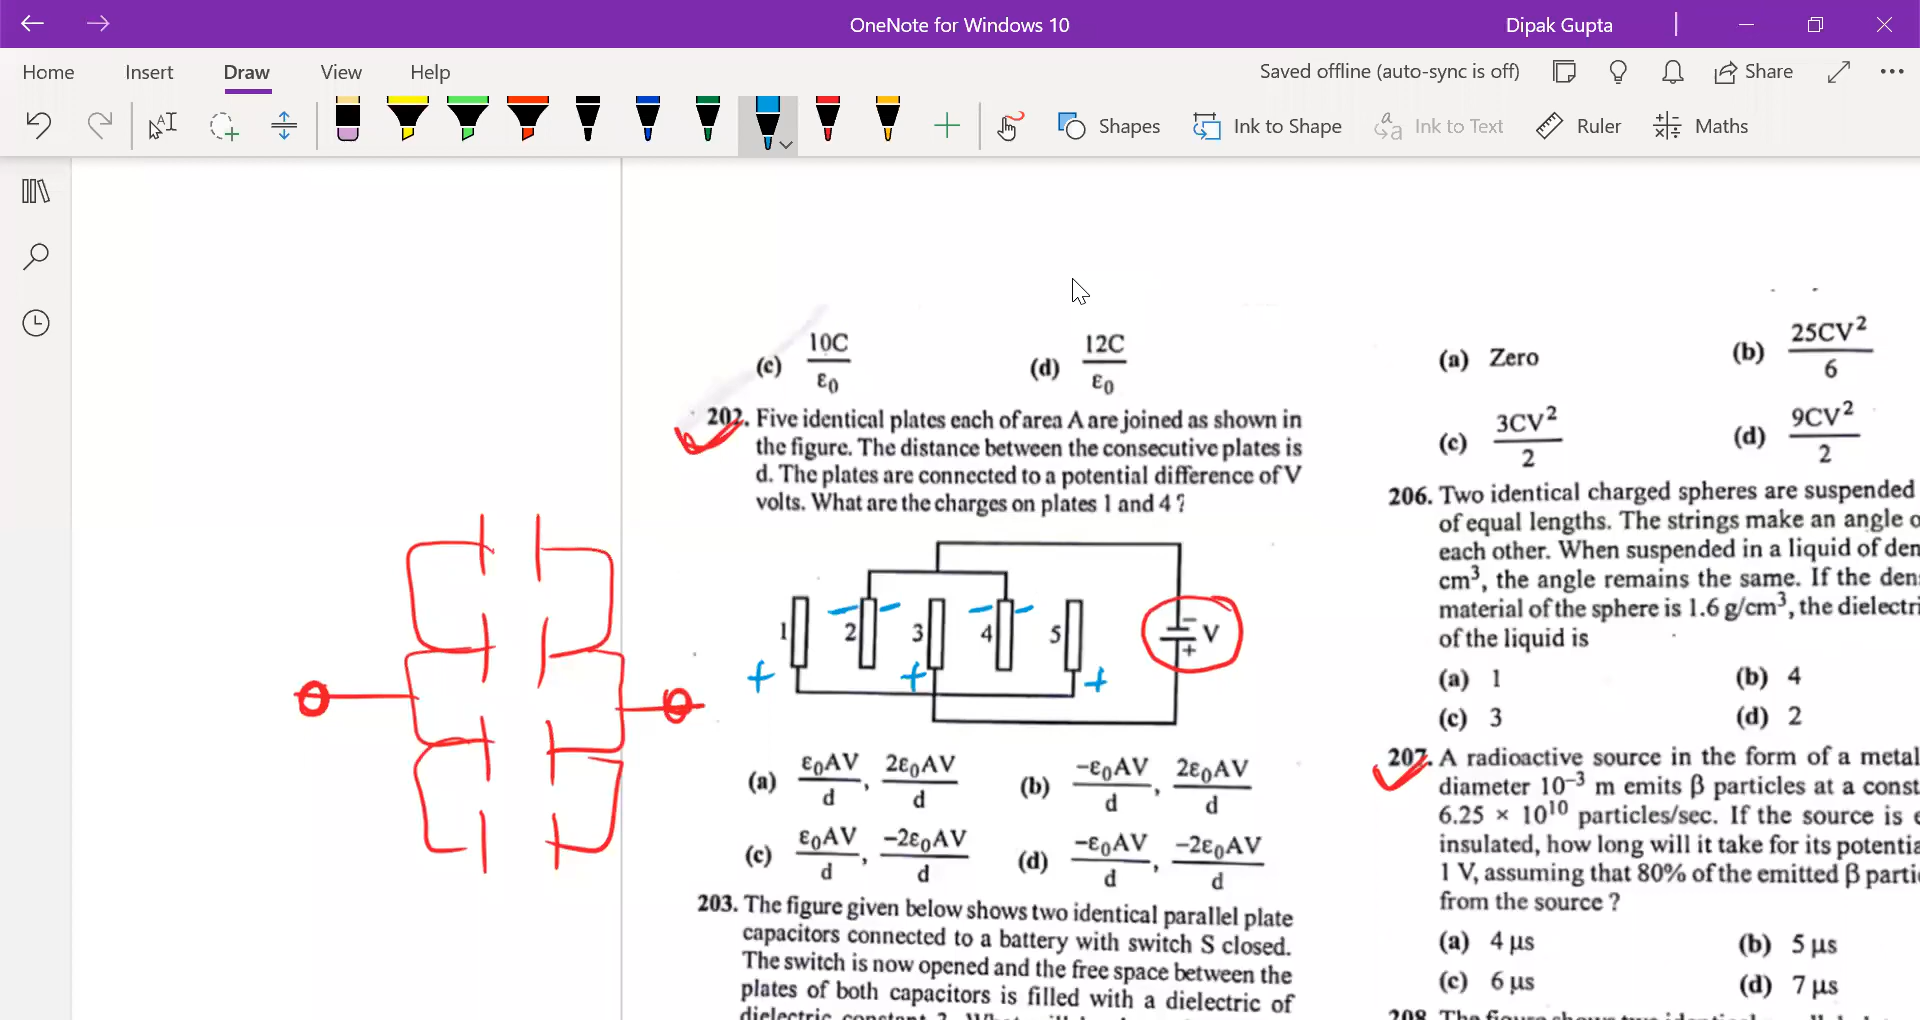 OneNote for Windows 10
Dipak Gupta
Home Insert Draw View Help
Saved offline (auto-sync is off)
Share
Shapes
Ink to Shape
Ink to Text
Ruler
Maths
(c) 10C/ε0 (d) 12C/ε0
202. Five identical plates each of area A are joined as shown in
the figure. The distance between the consecutive plates is
d. The plates are connected to a potential difference of V
volts. What are the charges on plates 1 and 4 ?
1 2 3 4 5 − V +
− − − −
+ + +
(a) ε0AV/d, 2ε0AV/d (b) −ε0AV/d, 2ε0AV/d
(c) ε0AV/d, −2ε0AV/d (d) −ε0AV/d, −2ε0AV/d
203. The figure given below shows two identical parallel plate
capacitors connected to a battery with switch S closed.
The switch is now opened and the free space between the
plates of both capacitors is filled with a dielectric of
(a) Zero (b) 25CV²/6
(c) 3CV²/2 (d) 9CV²/2
206. Two identical charged spheres are suspended
of equal lengths. The strings make an angle o
each other. When suspended in a liquid of den
cm³, the angle remains the same. If the den
material of the sphere is 1.6 g/cm³, the dielectri
of the liquid is
(a) 1 (b) 4
(c) 3 (d) 2
207. A radioactive source in the form of a metal
diameter 10⁻³ m emits β particles at a const
6.25 × 10¹⁰ particles/sec. If the source is e
insulated, how long will it take for its potentia
1 V, assuming that 80% of the emitted β parti
from the source ?
(a) 4 μs (b) 5 μs
(c) 6 μs (d) 7 μs